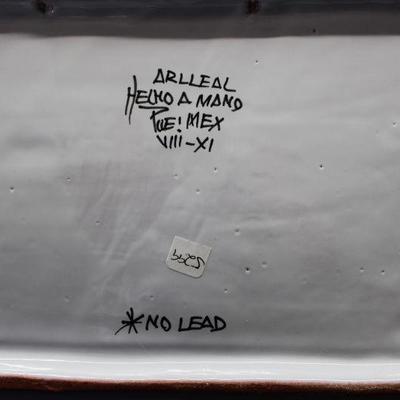 ARLLEAL
HECHO A MANO
PUE! MEX
VIII-XI
*NO LEAD